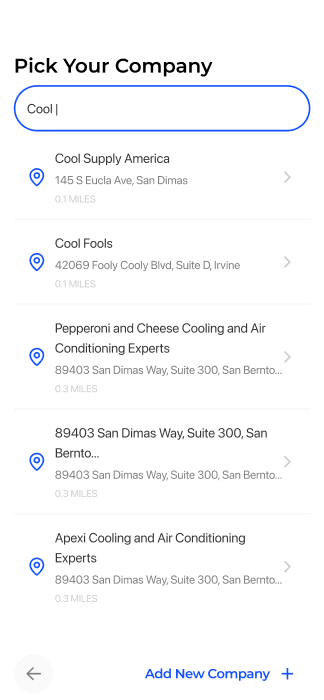 Pick Your Company
Cool
Cool Supply America
145 S Eucla Ave, San Dimas
0.1 MILES
Cool Fools
42069 Fooly Cooly Blvd, Suite D, Irvine
0.1 MILES
Pepperoni and Cheese Cooling and Air
Conditioning Experts
89403 San Dimas Way, Suite 300, San Bernto...
0.3 MILES
89403 San Dimas Way, Suite 300, San
Bernto...
89403 San Dimas Way, Suite 300, San Bernto...
0.3 MILES
Apexi Cooling and Air Conditioning
Experts
89403 San Dimas Way, Suite 300, San Bernto...
0.3 MILES
Add New Company +